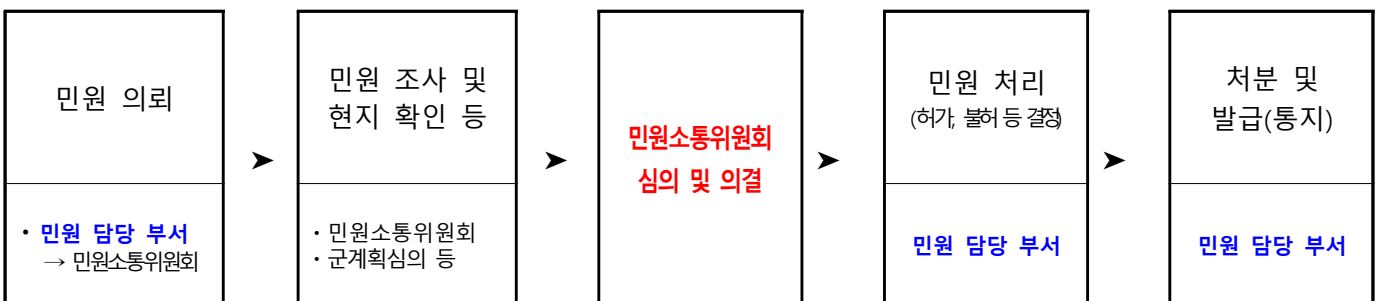 민원 의뢰
• 민원 담당 부서
→ 민원소통위원회
➤
민원 조사 및
현지 확인 등
・민원소통위원회
・군계획심의 등
➤
민원소통위원회
심의 및 의결
➤
민원 처리
(허가, 불허 등 결정)
민원 담당 부서
➤
처분 및
발급(통지)
민원 담당 부서